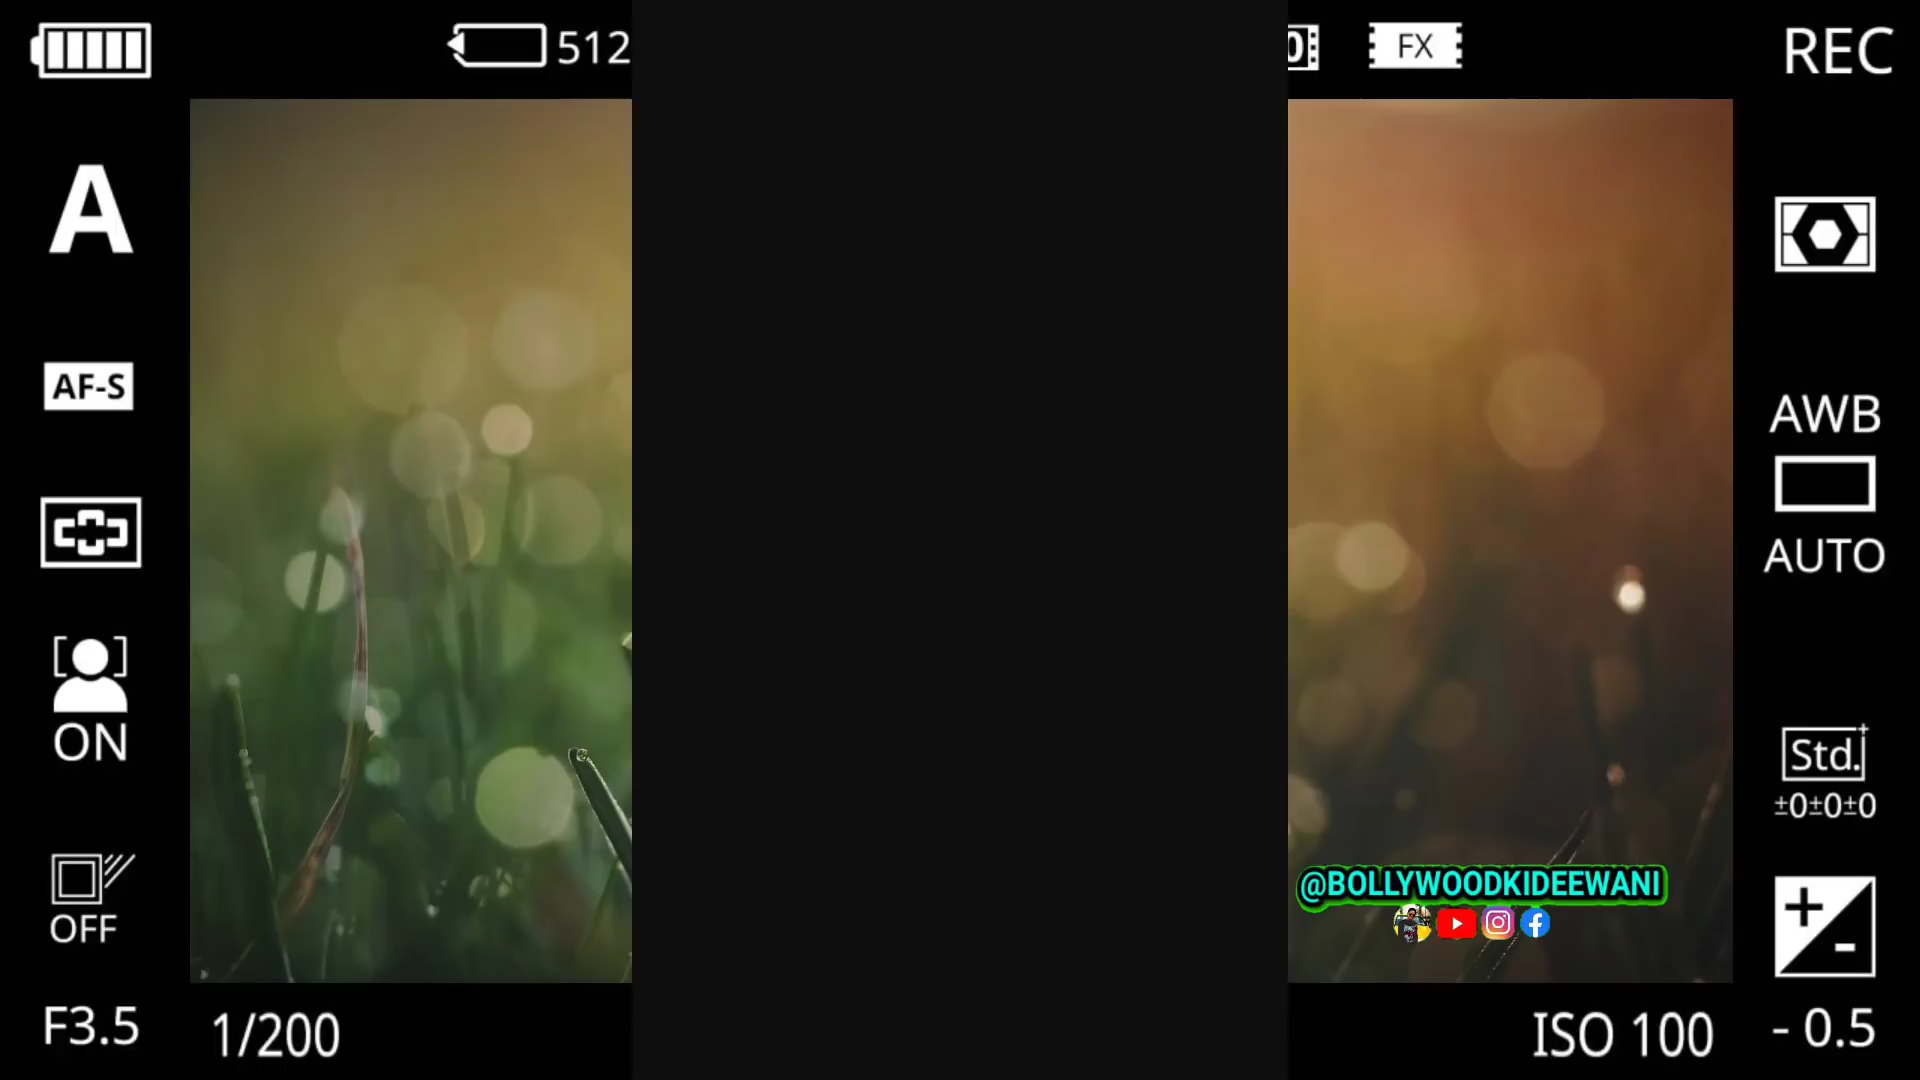 512
FX
REC
A
AF-S
AWB
AUTO
ON
Std.
±0±0±0
@BOLLYWOODKIDEEWANI
OFF
F3.5
1/200
ISO 100
- 0.5